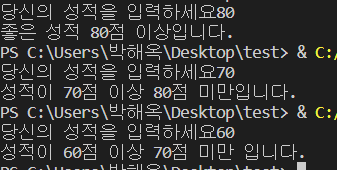 당신의 성적을 입력하세요80
좋은 성적 80점 이상입니다.
PS C:\Users\박해옥\Desktop\test> & C:/
당신의 성적을 입력하세요70
성적이 70점 이상 80점 미만입니다.
PS C:\Users\박해옥\Desktop\test> & C:/
당신의 성적을 입력하세요60
성적이 60점 이상 70점 미만 입니다.
PS C:\Users\박해옥\Desktop\test>